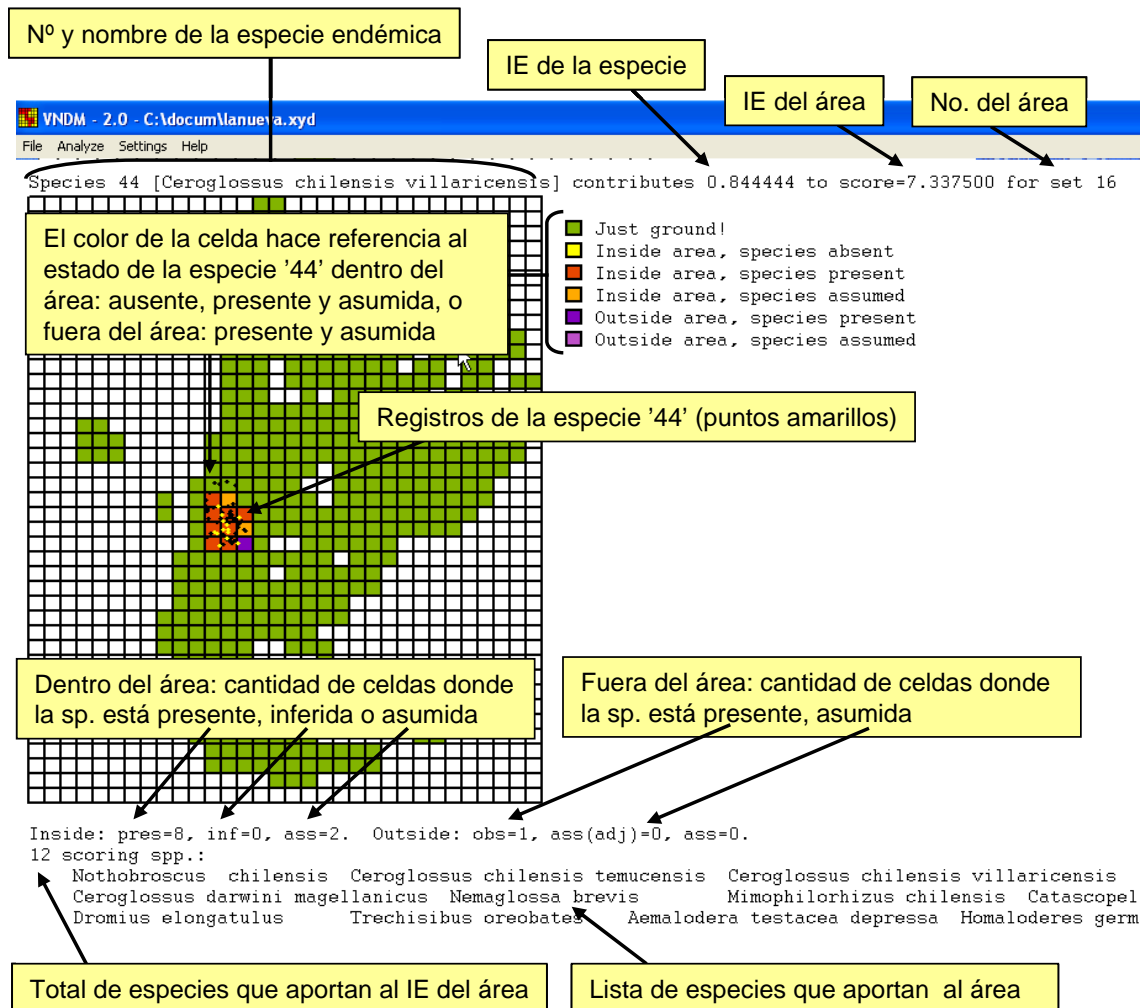 Nº y nombre de la especie endémica
IE de la especie
IE del área
No. del área
VNDM - 2.0 - C:\docum\lanueva.xyd
File Analyze Settings Help
Species 44 [Ceroglossus chilensis villaricensis] contributes 0.844444 to score=7.337500 for set 16
El color de la celda hace referencia al
estado de la especie '44' dentro del
área: ausente, presente y asumida, o
fuera del área: presente y asumida
Just ground!
Inside area, species absent
Inside area, species present
Inside area, species assumed
Outside area, species present
Outside area, species assumed
Registros de la especie '44' (puntos amarillos)
Dentro del área: cantidad de celdas donde
la sp. está presente, inferida o asumida
Fuera del área: cantidad de celdas donde
la sp. está presente, asumida
Inside: pres=8, inf=0, ass=2. Outside: obs=1, ass(adj)=0, ass=0.
12 scoring spp.:
Nothobroscus chilensis Ceroglossus chilensis temucensis Ceroglossus chilensis villaricensis
Ceroglossus darwini magellanicus Nemaglossa brevis Mimophilorhizus chilensis Catascopel
Dromius elongatulus Trechisibus oreobates Aemalodera testacea depressa Homaloderes germ
Total de especies que aportan al IE del área
Lista de especies que aportan al área